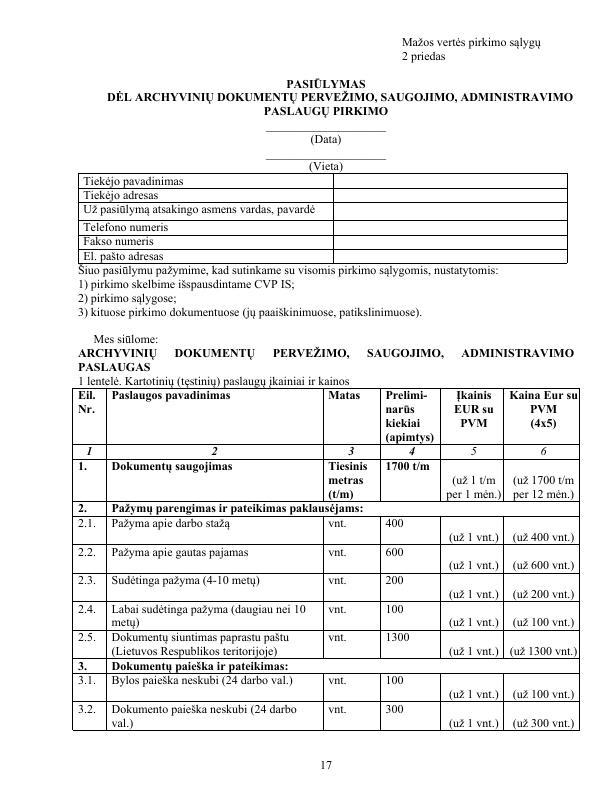 Mažos vertės pirkimo sąlygų
2 priedas
PASIŪLYMAS
DĖL ARCHYVINIŲ DOKUMENTŲ PERVEŽIMO, SAUGOJIMO, ADMINISTRAVIMO
PASLAUGŲ PIRKIMO
(Data)
(Vieta)
Tiekėjo pavadinimas
Tiekėjo adresas
Už pasiūlymą atsakingo asmens vardas, pavardė
Telefono numeris
Fakso numeris
El. pašto adresas
Šiuo pasiūlymu pažymime, kad sutinkame su visomis pirkimo sąlygomis, nustatytomis:
1) pirkimo skelbime išspausdintame CVP IS;
2) pirkimo sąlygose;
3) kituose pirkimo dokumentuose (jų paaiškinimuose, patikslinimuose).
Mes siūlome:
ARCHYVINIŲ DOKUMENTŲ PERVEŽIMO, SAUGOJIMO, ADMINISTRAVIMO
PASLAUGAS
1 lentelė. Kartotinių (tęstinių) paslaugų įkainiai ir kainos
Eil. Paslaugos pavadinimas Matas Prelimi- Įkainis Kaina Eur su
Nr. narūs EUR su PVM
kiekiai PVM (4x5)
(apimtys)
1 2 3 4 5 6
1. Dokumentų saugojimas Tiesinis 1700 t/m
metras (už 1 t/m (už 1700 t/m
(t/m) per 1 mėn.) per 12 mėn.)
2. Pažymų parengimas ir pateikimas paklausėjams:
2.1. Pažyma apie darbo stažą vnt. 400
(už 1 vnt.) (už 400 vnt.)
2.2. Pažyma apie gautas pajamas vnt. 600
(už 1 vnt.) (už 600 vnt.)
2.3. Sudėtinga pažyma (4-10 metų) vnt. 200
(už 1 vnt.) (už 200 vnt.)
2.4. Labai sudėtinga pažyma (daugiau nei 10 vnt. 100
metų) (už 1 vnt.) (už 100 vnt.)
2.5. Dokumentų siuntimas paprastu paštu vnt. 1300
(Lietuvos Respublikos teritorijoje) (už 1 vnt.) (už 1300 vnt.)
3. Dokumentų paieška ir pateikimas:
3.1. Bylos paieška neskubi (24 darbo val.) vnt. 100
(už 1 vnt.) (už 100 vnt.)
3.2. Dokumento paieška neskubi (24 darbo vnt. 300
val.) (už 1 vnt.) (už 300 vnt.)
17